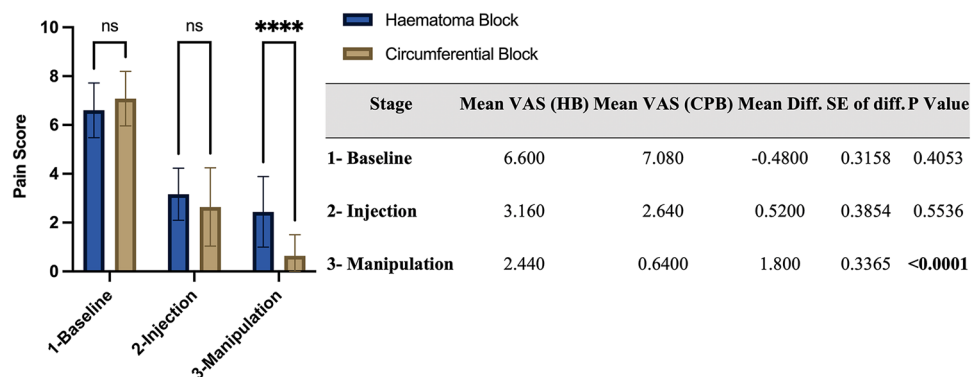 Haematoma Block
Circumferential Block
Pain Score
10
8
6
4
2
0
ns
ns
****
1-Baseline
2-Injection
3-Manipulation
Stage Mean VAS (HB) Mean VAS (CPB) Mean Diff. SE of diff. P Value
1- Baseline 6.600 7.080 -0.4800 0.3158 0.4053
2- Injection 3.160 2.640 0.5200 0.3854 0.5536
3- Manipulation 2.440 0.6400 1.800 0.3365 <0.0001